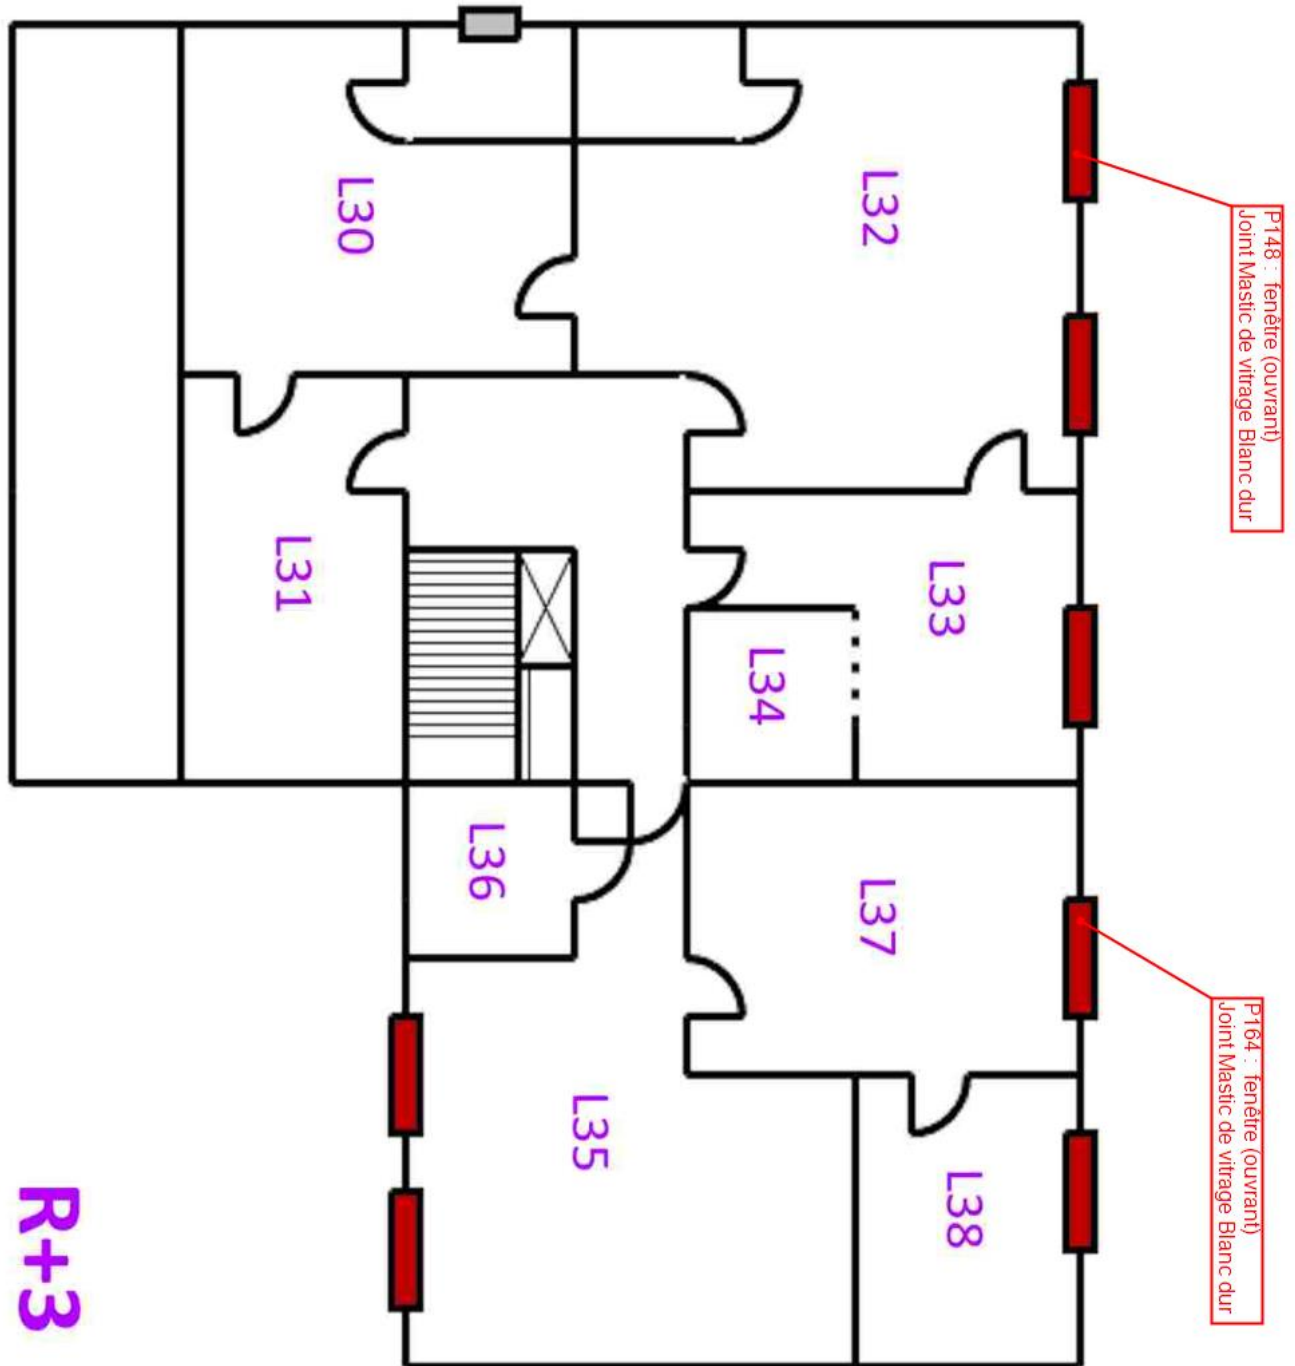 P148 : fenêtre (ouvrant)
Joint Mastic de vitrage Blanc dur
P164 : fenêtre (ouvrant)
Joint Mastic de vitrage Blanc dur
L32
L33
L37
L38
L34
L35
L36
L30
L31
R+3